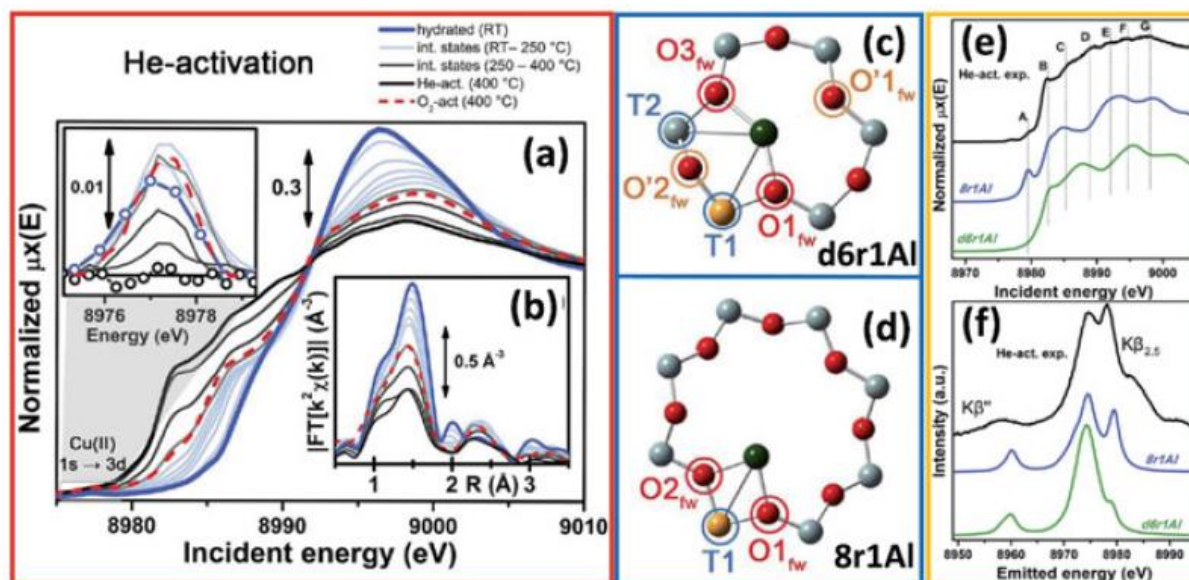 He-activation
hydrated (RT)
int. states (RT– 250 °C)
int. states (250 – 400 °C)
He-act. (400 °C)
O2-act (400 °C)
(a)
0.01
0.3
8976 8978
Energy (eV)
Cu(II)
1s → 3d
(b)
|FT[k²χ(k)]| (Å⁻³)
0.5 Å⁻³
1 2 3
R (Å)
Normalized μx(E)
8980 8990 9000 9010
Incident energy (eV)
(c)
O3fw
O'1fw
T2
O'2fw
T1
O1fw
d6r1Al
(d)
O2fw
T1
O1fw
8r1Al
(e)
A B C D E F G
He-act. exp.
8r1Al
d6r1Al
Normalized μx(E)
8970 8980 8990 9000
Incident energy (eV)
(f)
He-act. exp.
Kβ2,5
Kβ"
8r1Al
d6r1Al
Intensity (a.u.)
8950 8960 8970 8980 8990
Emitted energy (eV)